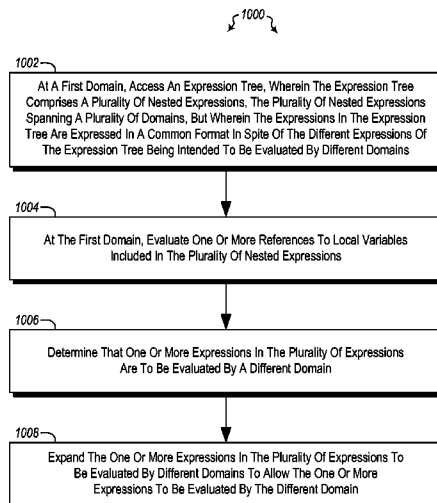 1000
1002
At A First Domain, Access An Expression Tree, Wherein The Expression Tree
Comprises A Plurality Of Nested Expressions, The Plurality Of Nested Expressions
Spanning A Plurality Of Domains, But Wherein The Expressions In The Expression
Tree Are Expressed In A Common Format In Spite Of The Different Expressions Of
The Expression Tree Being Intended To Be Evaluated By Different Domains
1004
At The First Domain, Evaluate One Or More References To Local Variables
Included In The Plurality Of Nested Expressions
1006
Determine That One Or More Expressions In The Plurality Of Expressions
Are To Be Evaluated By A Different Domain
1008
Expand The One Or More Expressions In The Plurality Of Expressions To
Be Evaluated By Different Domains To Allow The One Or More
Expressions To Be Evaluated By The Different Domain